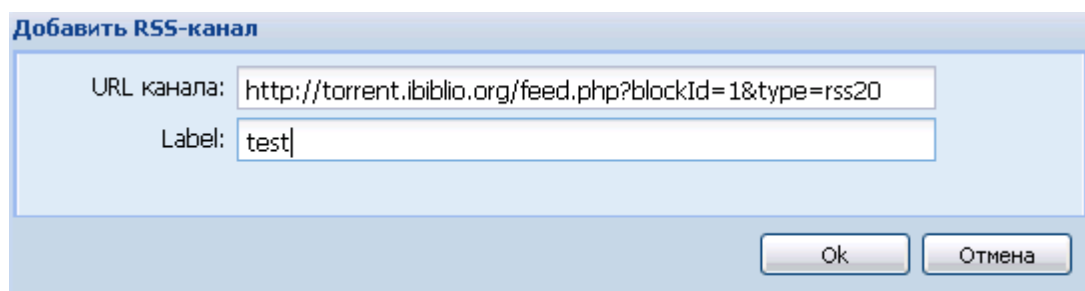 Добавить RSS-канал
URL канала: http://torrent.ibiblio.org/feed.php?blockId=1&type=rss20
Label: test
Ok Отмена